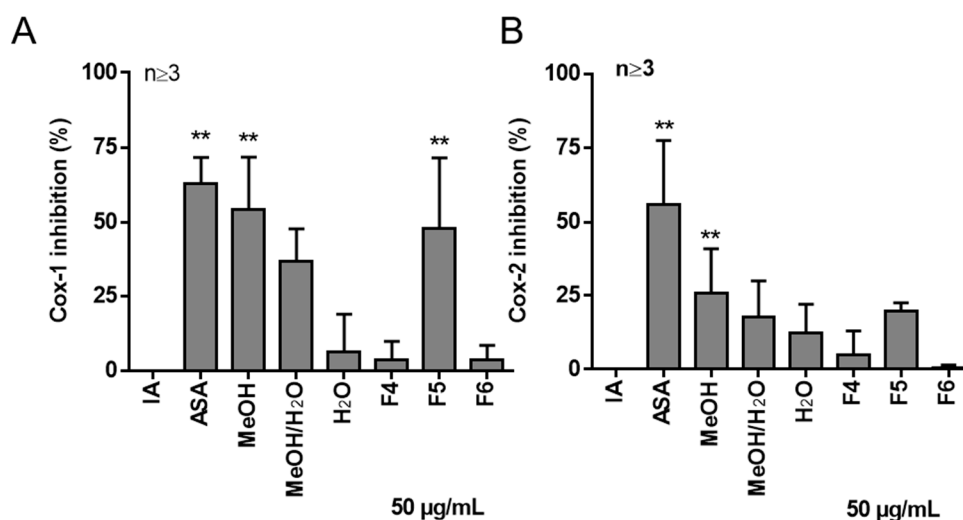 A
n≥3
Cox-1 inhibition (%)
100
75
50
25
0
** ** **
IA ASA MeOH MeOH/H₂O H₂O F4 F5 F6
50 µg/mL
B
n≥3
Cox-2 inhibition (%)
100
75
50
25
0
** **
IA ASA MeOH MeOH/H₂O H₂O F4 F5 F6
50 µg/mL